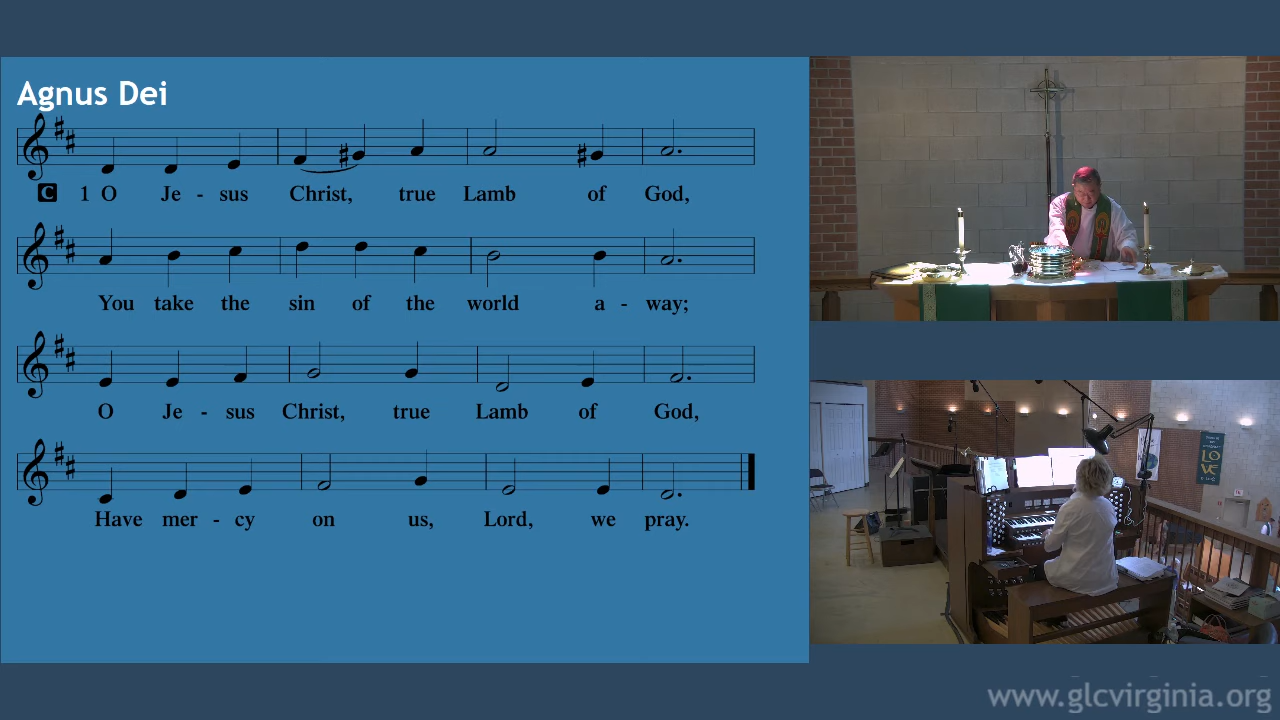 Agnus Dei
C 1 O Je - sus Christ, true Lamb of God,
You take the sin of the world a - way;
O Je - sus Christ, true Lamb of God,
Have mer - cy on us, Lord, we pray.
LOVE
www.glcvirginia.org